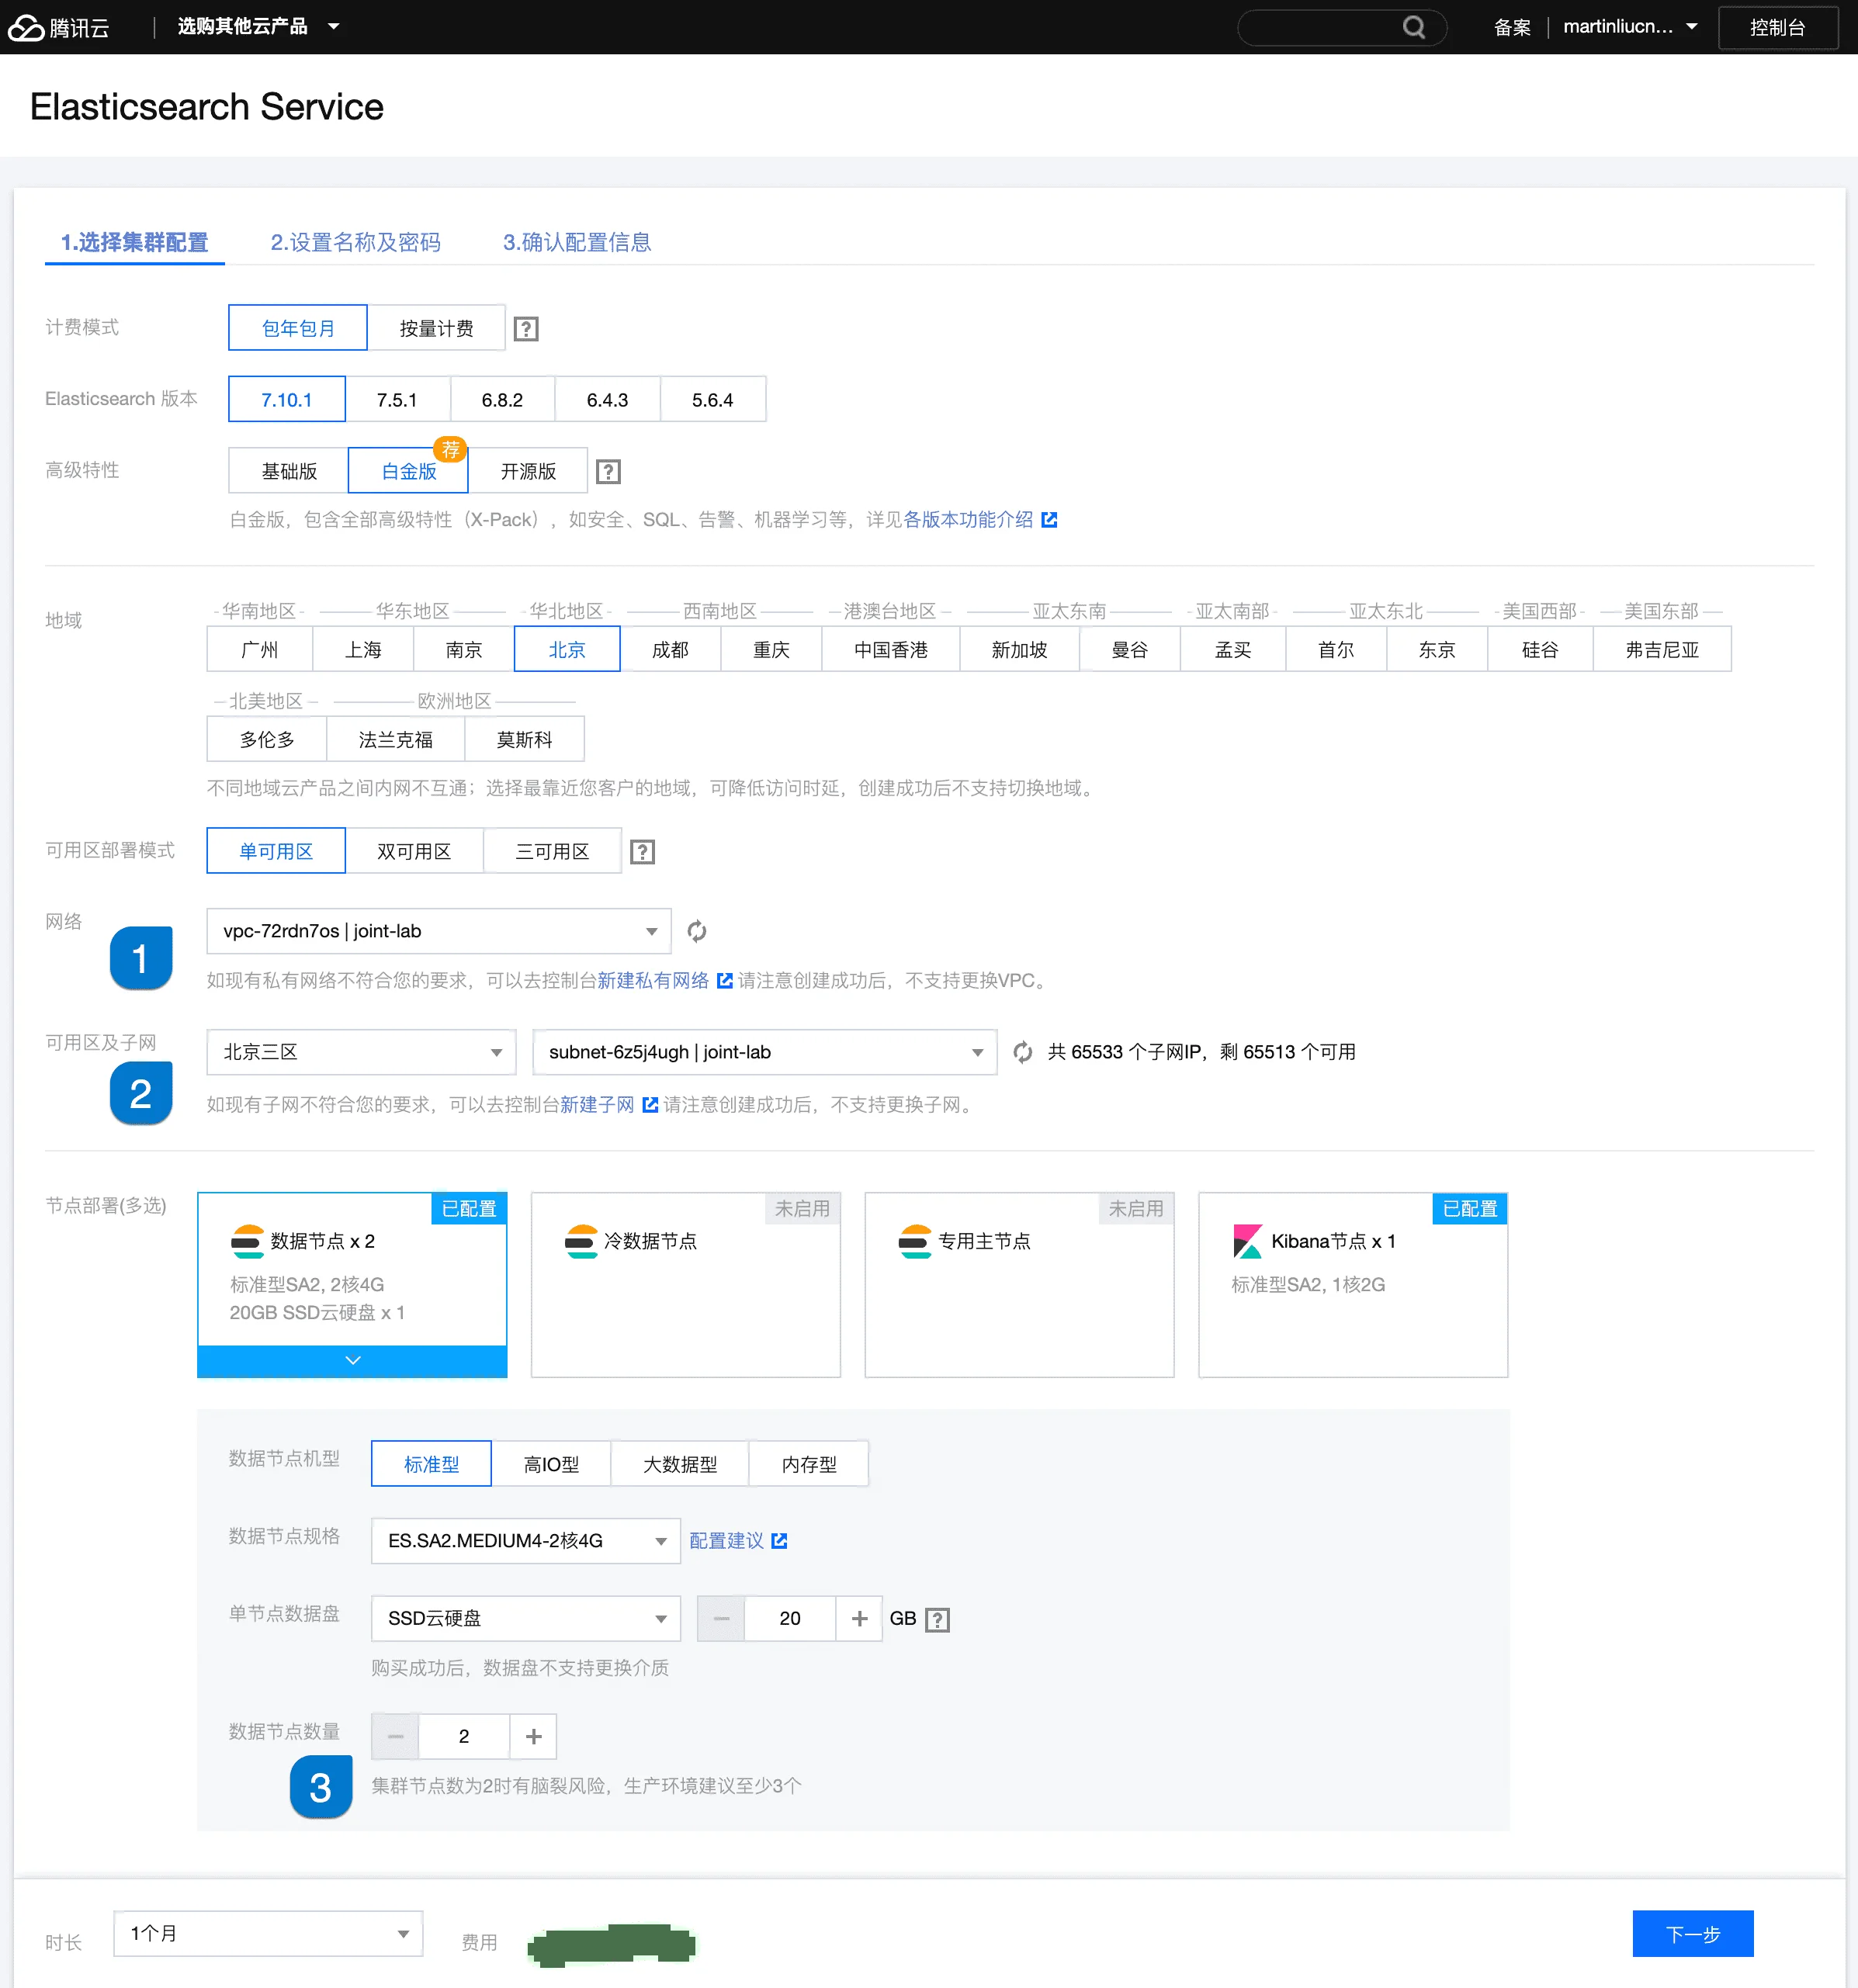 腾讯云 选购其他云产品 备案 martinliucn... 控制台
Elasticsearch Service
1.选择集群配置 2.设置名称及密码 3.确认配置信息
计费模式 包年包月 按量计费 ?
Elasticsearch 版本 7.10.1 7.5.1 6.8.2 6.4.3 5.6.4
高级特性 基础版 白金版 荐 开源版 ?
白金版，包含全部高级特性（X-Pack），如安全、SQL、告警、机器学习等，详见各版本功能介绍
地域 华南地区 华东地区 华北地区 西南地区 港澳台地区 亚太东南 亚太南部 亚太东北 美国西部 美国东部
广州 上海 南京 北京 成都 重庆 中国香港 新加坡 曼谷 孟买 首尔 东京 硅谷 弗吉尼亚
北美地区 欧洲地区
多伦多 法兰克福 莫斯科
不同地域云产品之间内网不互通；选择最靠近您客户的地域，可降低访问时延，创建成功后不支持切换地域。
可用区部署模式 单可用区 双可用区 三可用区 ?
网络 vpc-72rdn7os | joint-lab
1
如现有私有网络不符合您的要求，可以去控制台新建私有网络 请注意创建成功后，不支持更换VPC。
可用区及子网 北京三区 subnet-6z5j4ugh | joint-lab 共 65533 个子网IP，剩 65513 个可用
2
如现有子网不符合您的要求，可以去控制台新建子网 请注意创建成功后，不支持更换子网。
节点部署(多选) 已配置 未启用 未启用 已配置
数据节点 x 2 冷数据节点 专用主节点 Kibana节点 x 1
标准型SA2, 2核4G 标准型SA2, 1核2G
20GB SSD云硬盘 x 1
数据节点机型 标准型 高IO型 大数据型 内存型
数据节点规格 ES.SA2.MEDIUM4-2核4G 配置建议
单节点数据盘 SSD云硬盘 − 20 + GB ?
购买成功后，数据盘不支持更换介质
数据节点数量 − 2 +
3
集群节点数为2时有脑裂风险，生产环境建议至少3个
时长 1个月 费用 下一步